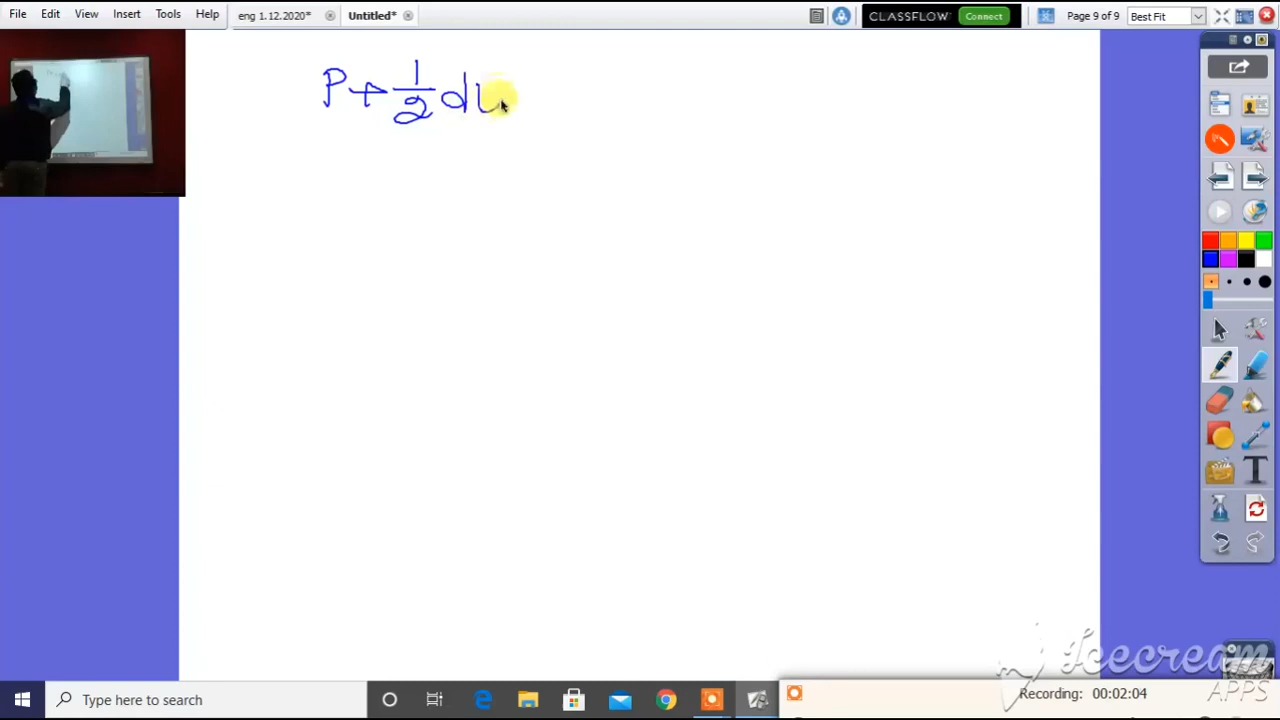 File Edit View Insert Tools Help eng 1.12.2020* Untitled* CLASSFLOW Connect Page 9 of 9 Best Fit
P + 1/2 d
T
Icecream
APPS
Type here to search
Recording: 00:02:04